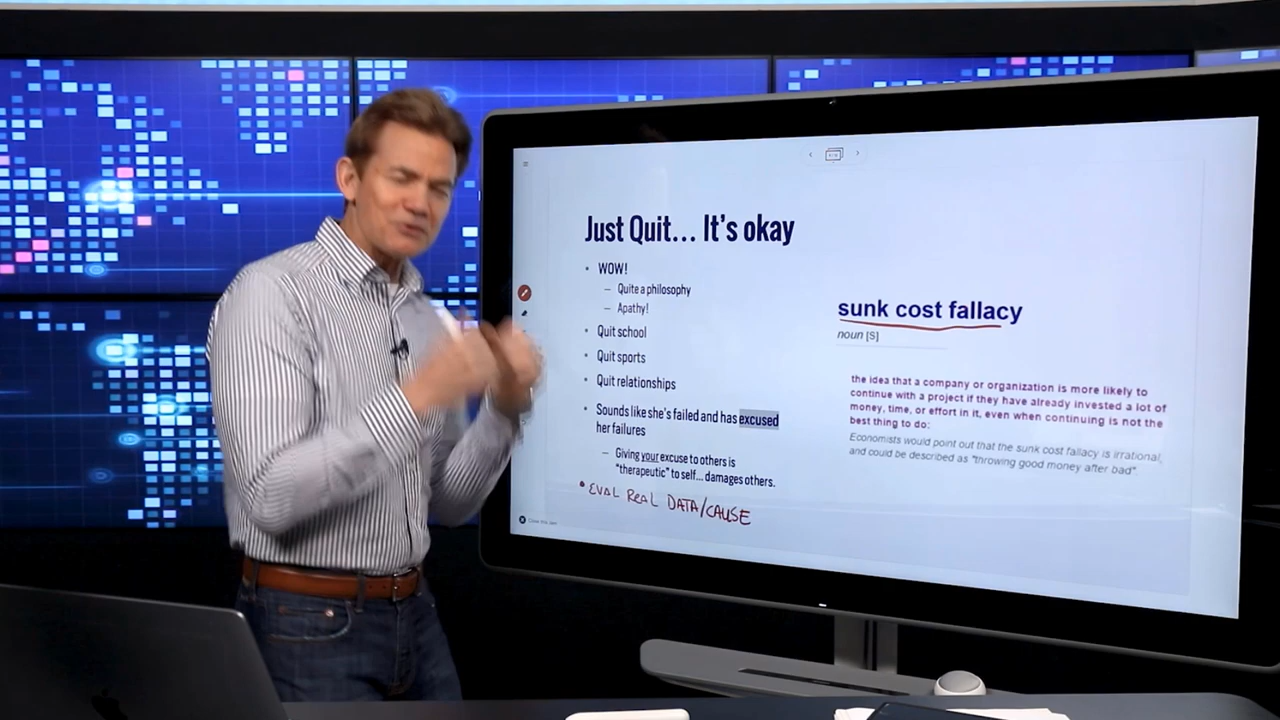 Just Quit... It's okay
• WOW!
– Quite a philosophy
– Apathy!
• Quit school
• Quit sports
• Quit relationships
• Sounds like she's failed and has excused
her failures
– Giving your excuse to others is
"therapeutic" to self... damages others.
• EVAL REAL DATA/CAUSE
sunk cost fallacy
noun [S]
the idea that a company or organization is more likely to
continue with a project if they have already invested a lot of
money, time, or effort in it, even when continuing is not the
best thing to do:
Economists would point out that the sunk cost fallacy is irrational,
and could be described as "throwing good money after bad".